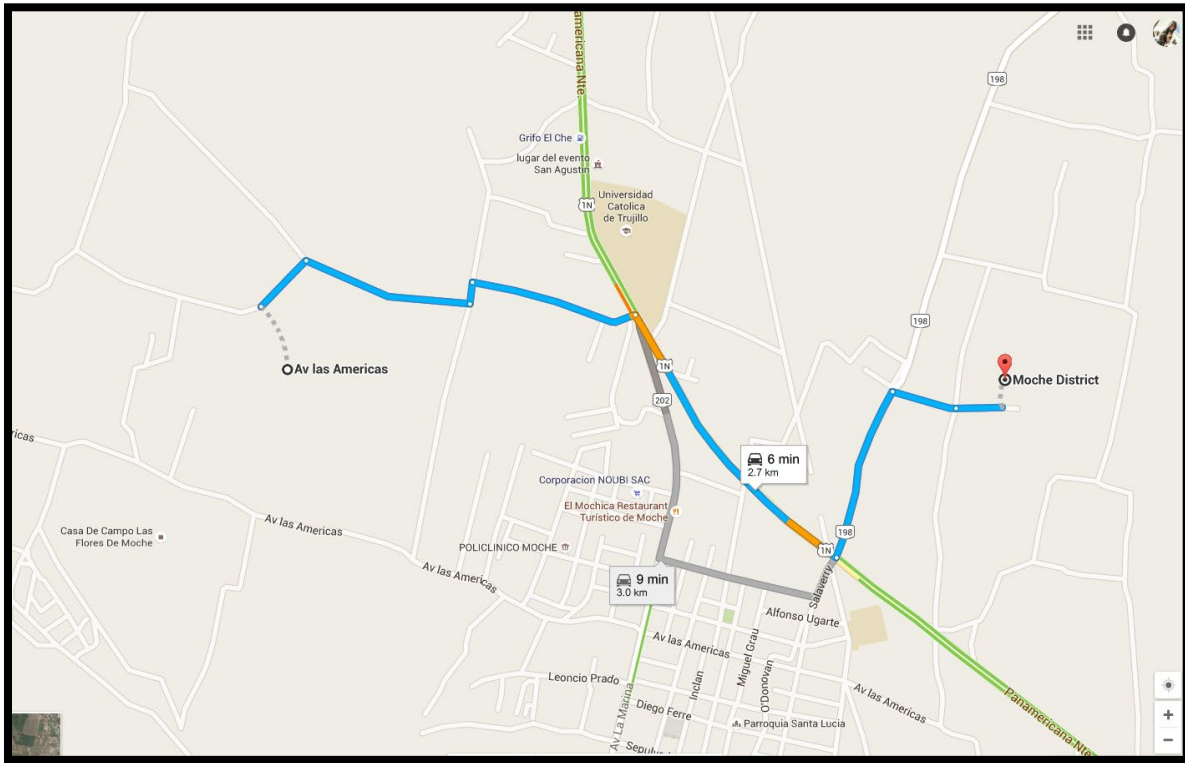 americana Nte.
198
Grifo El Che
lugar del evento
San Agustin
Universidad
Catolica
de Trujillo
1N
198
1N
Av las Americas
Moche District
202
ricas
6 min
2.7 km
Corporacion NOUBI SAC
El Mochica Restaurant
Turístico de Moche
Av las Americas
Casa De Campo Las
Flores De Moche
198
POLICLINICO MOCHE
1N
Av las Americas
9 min
3.0 km
Salaverry
Alfonso Ugarte
Av las Americas
Miguel Grau
Inclan
O'Donovan
Leoncio Prado
Av las Americas
Diego Ferre
Av La Marina
Panamericana Nte
Parroquia Santa Lucia
+
−